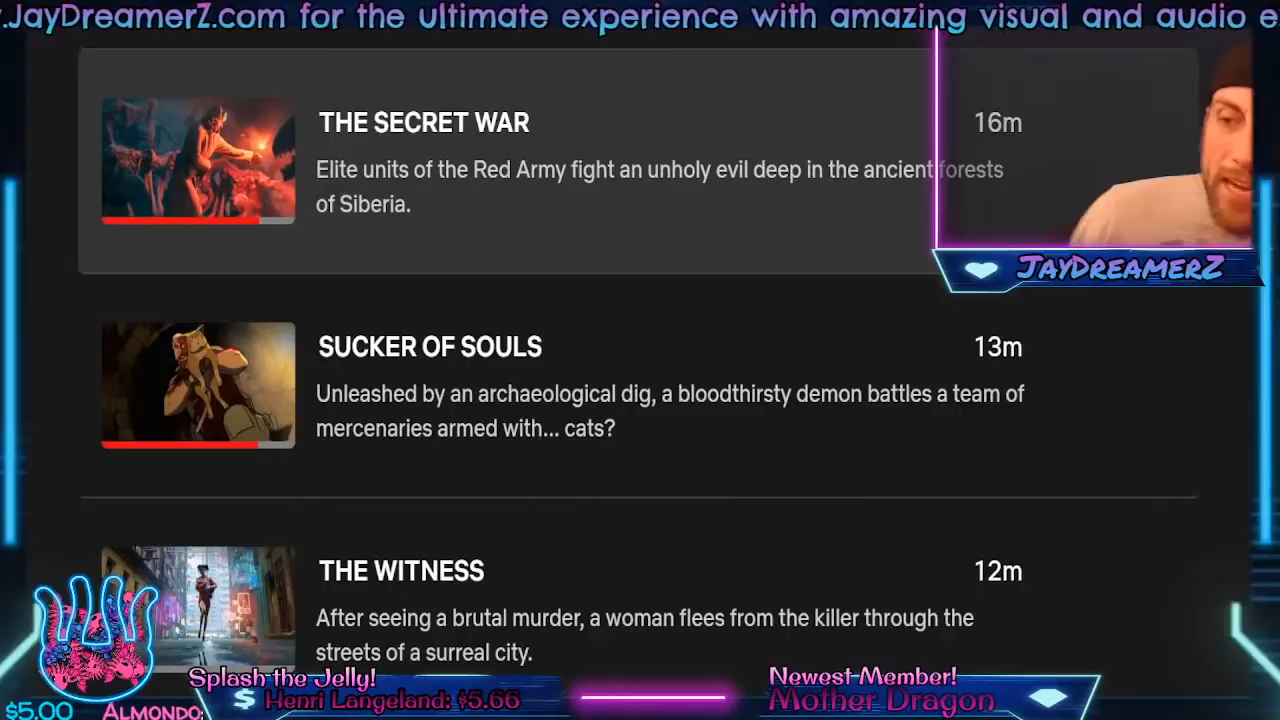 .JayDreamerZ.com for the ultimate experience with amazing visual and audio e
THE SECRET WAR
16m
Elite units of the Red Army fight an unholy evil deep in the ancient forests
of Siberia.
JAYDREAMERZ
SUCKER OF SOULS
13m
Unleashed by an archaeological dig, a bloodthirsty demon battles a team of
mercenaries armed with... cats?
THE WITNESS
12m
After seeing a brutal murder, a woman flees from the killer through the
streets of a surreal city.
Splash the Jelly!
$ Henri Langeland: $5.66
Newest Member!
Mother Dragon
$5.00 ALMONDO: